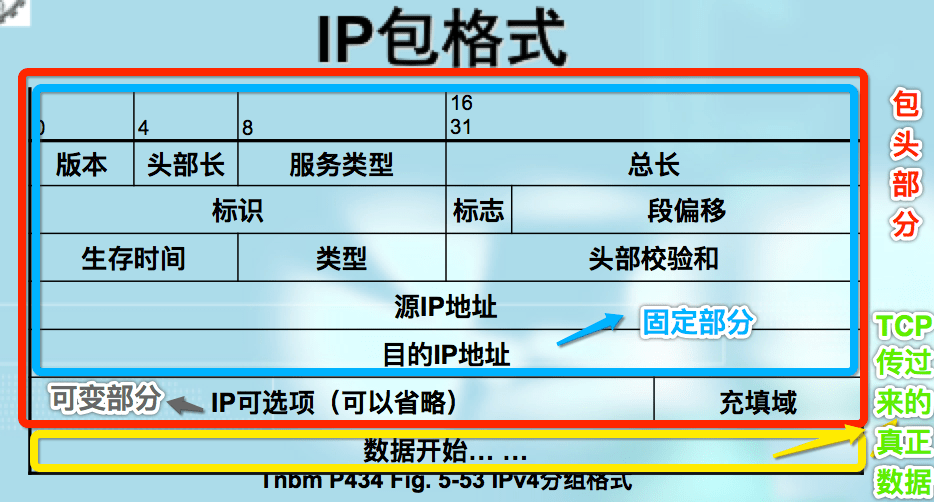 IP包格式
16
0 4 8 31
版本 头部长 服务类型 总长
标识 标志 段偏移
生存时间 类型 头部校验和
源IP地址
目的IP地址
固定部分
可变部分 IP可选项（可以省略） 充填域
数据开始... ...
Tnbm P434 Fig. 5-53 IPv4分组格式
包头部分
TCP
传过
来的
真正
数据